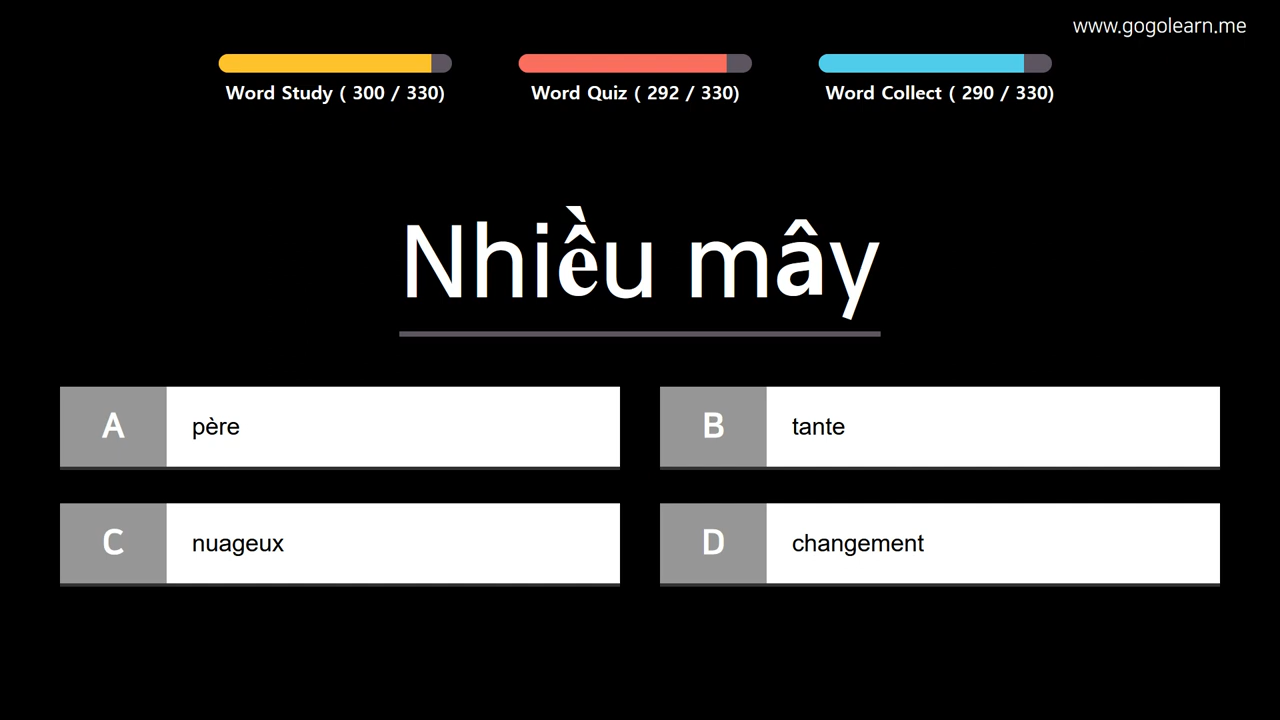 www.gogolearn.me
Word Study ( 300 / 330)
Word Quiz ( 292 / 330)
Word Collect ( 290 / 330)
Nhiều mây
A père
B tante
C nuageux
D changement